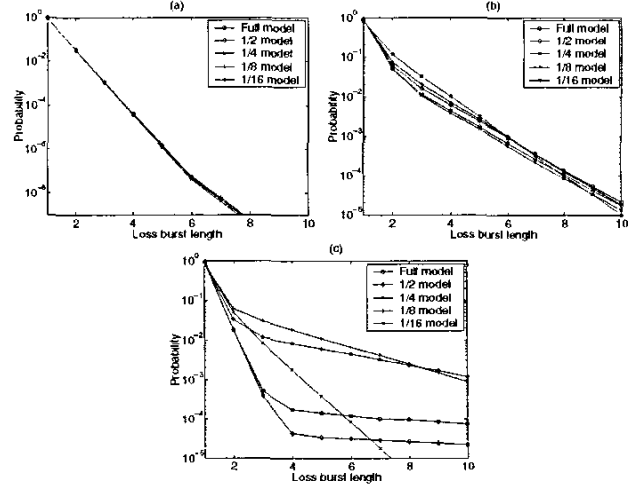 (a)
10^0
10^-2
10^-4
10^-6
10^-8
Probability
2 4 6 8 10
Loss burst length
Full model
1/2 model
1/4 model
1/8 model
1/16 model
(b)
10^0
10^-1
10^-2
10^-3
10^-4
10^-5
Probability
2 4 6 8 10
Loss burst length
Full model
1/2 model
1/4 model
1/8 model
1/16 model
(c)
10^0
10^-1
10^-2
10^-3
10^-4
10^-5
Probability
2 4 6 8 10
Loss burst length
Full model
1/2 model
1/4 model
1/8 model
1/16 model